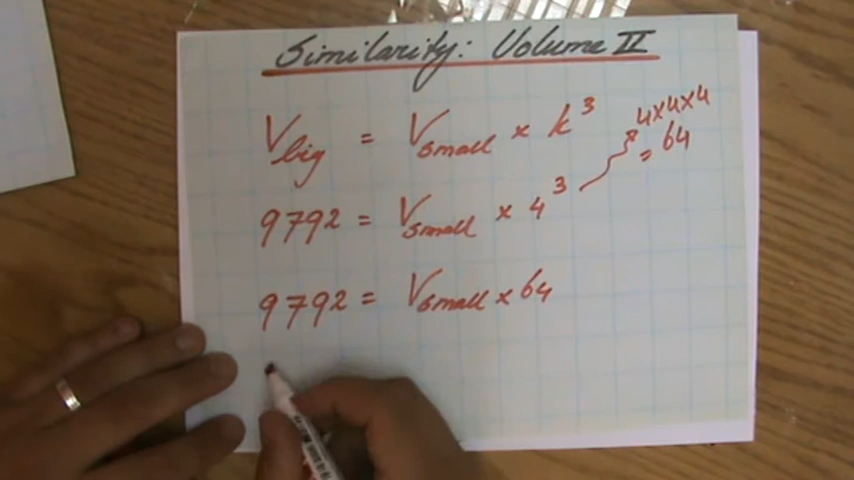 Similarity: Volume II
V big = V small × k³
4×4×4
= 64
9792 = V small × 4³
9792 = V small × 64